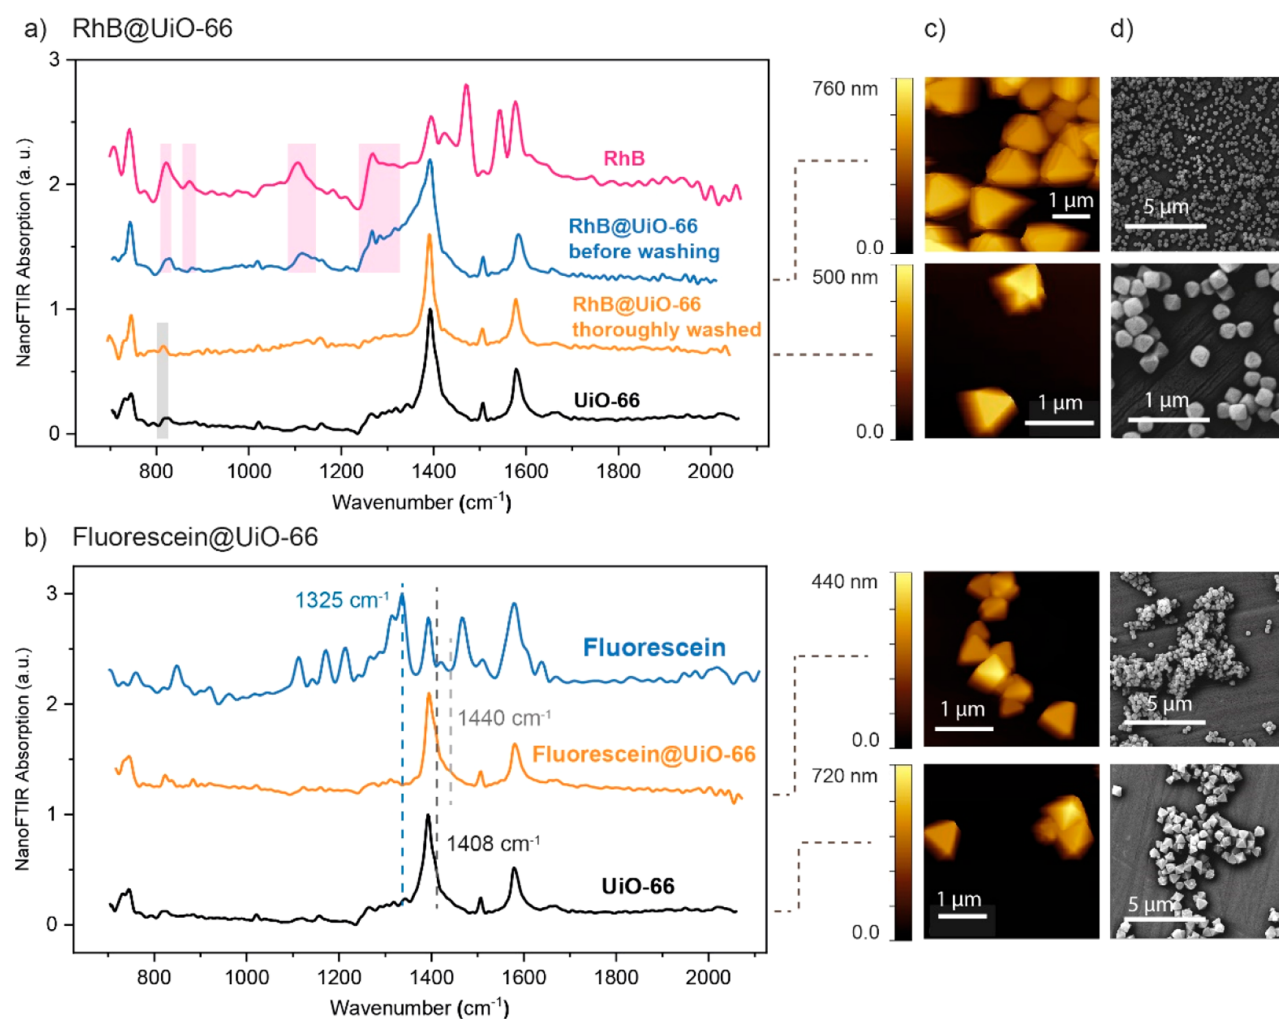 a) RhB@UiO-66
c)
d)
3
2
1
0
NanoFTIR Absorption (a. u.)
RhB
RhB@UiO-66
before washing
RhB@UiO-66
thoroughly washed
UiO-66
800 1000 1200 1400 1600 1800 2000
Wavenumber (cm⁻¹)
760 nm
0.0
1 µm
5 µm
500 nm
0.0
1 µm
1 µm
b) Fluorescein@UiO-66
3
2
1
0
NanoFTIR Absorption (a.u.)
1325 cm⁻¹
Fluorescein
1440 cm⁻¹
Fluorescein@UiO-66
1408 cm⁻¹
UiO-66
800 1000 1200 1400 1600 1800 2000
Wavenumber (cm⁻¹)
440 nm
0.0
1 µm
5 µm
720 nm
0.0
1 µm
5 µm